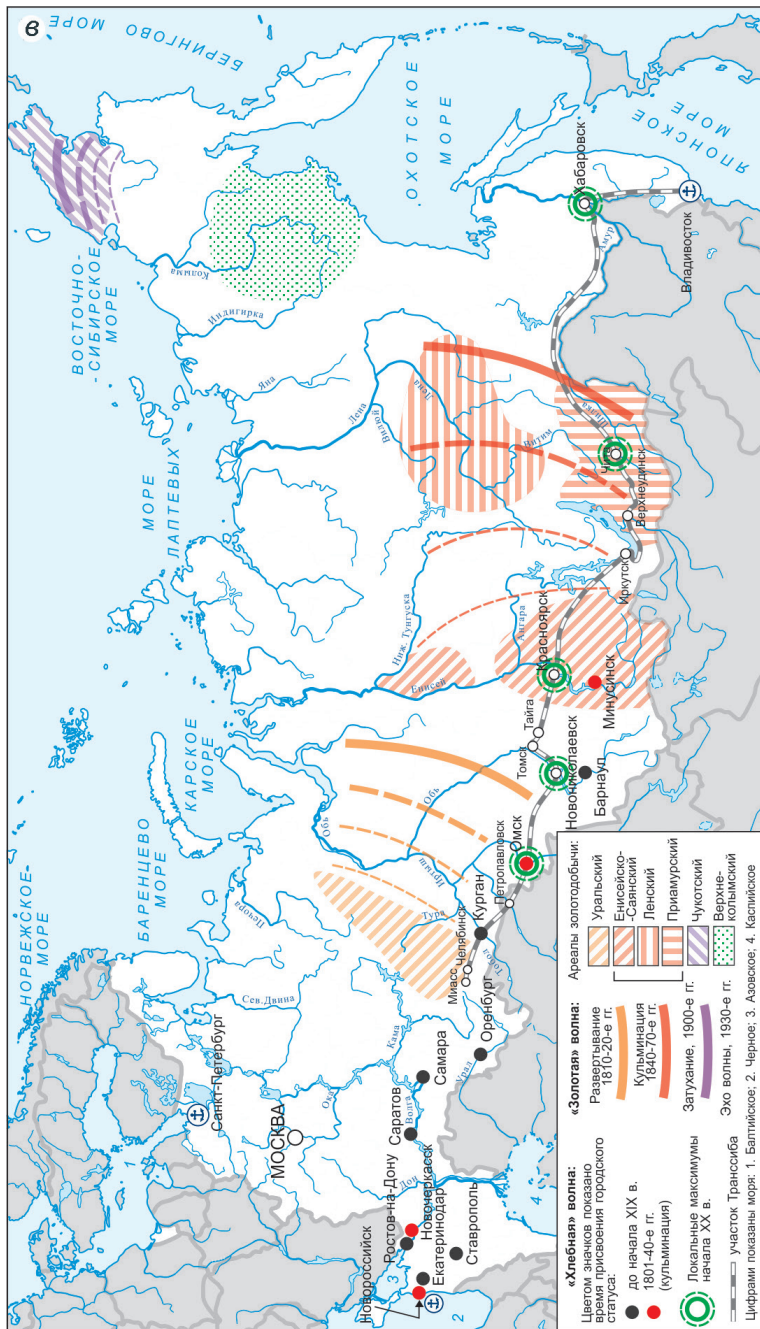 в
НОРВЕЖСКОЕ
МОРЕ
БАРЕНЦЕВО
МОРЕ
КАРСКОЕ
МОРЕ
МОРЕ
ЛАПТЕВЫХ
ВОСТОЧНО-
-СИБИРСКОЕ
МОРЕ
БЕРИНГОВО
МОРЕ
ОХОТСКОЕ
МОРЕ
ЯПОНСКОЕ
МОРЕ
1
2
4
Санкт-Петербург
МОСКВА
Новороссийск
Ростов-на-Дону
Новочеркасск
Екатеринодар
Ставрополь
Саратов
Самара
Оренбург
Миасс
Челябинск
Курган
Петропавловск
Омск
Новониколаевск
Барнаул
Томск
Тайга
Красноярск
Минусинск
Иркутск
Верхнеудинск
Чита
Хабаровск
Владивосток
Печора
Сев.Двина
Кама
Ока
Волга
Дон
Урал
Тура
Тобол
Иртыш
Обь
Обь
Енисей
Ниж. Тунгуска
Ангара
Лена
Лена
Вилюй
Витим
Шилка
Амур
Яна
Индигирка
Колыма
«Хлебная» волна:
Цветом значков показано
время присвоения городского
статуса:
до начала XIX в.
1801-40-е гг.
(кульминация)
Локальные максимумы
начала XX в.
участок Транссиба
«Золотая» волна:
Развертывание
1810-20-е гг.
Кульминация
1840-70-е гг.
Затухание, 1900-е гг.
Эхо волны, 1930-е гг.
Ареалы золотодобычи:
Уральский
Енисейско-
-Саянский
Ленский
Приамурский
Чукотский
Верхне-
колымский
Цифрами показаны моря: 1. Балтийское; 2. Черное; 3. Азовское; 4. Каспийское